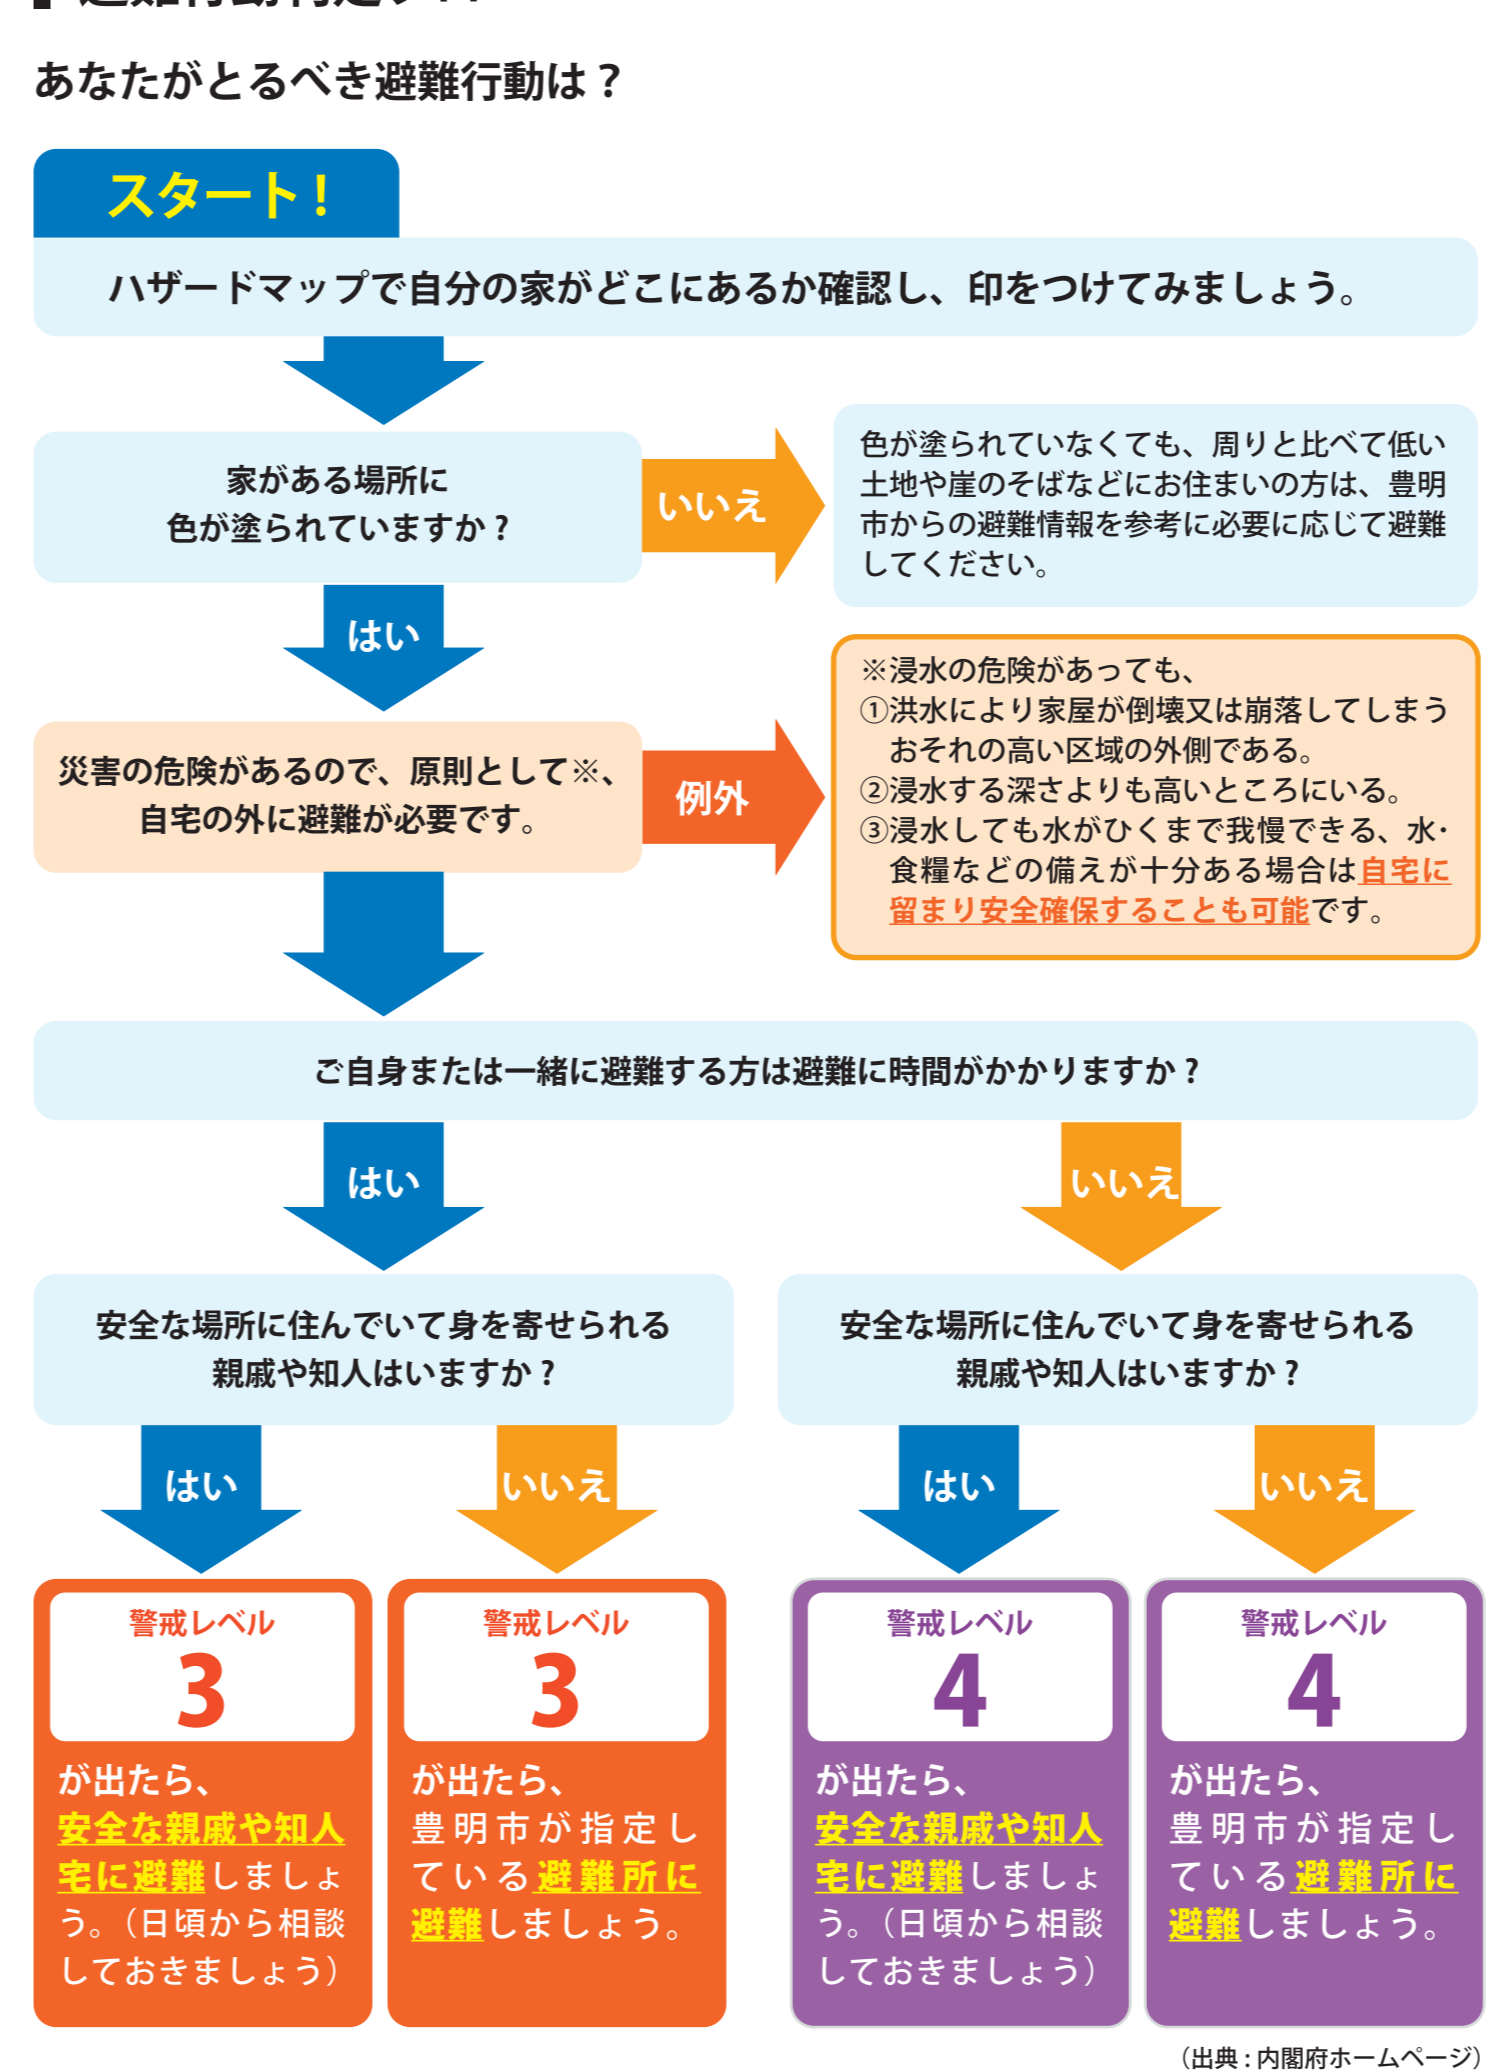 あなたがとるべき避難行動は？
スタート！
ハザードマップで自分の家がどこにあるか確認し、印をつけてみましょう。
家がある場所に
色が塗られていますか？
いいえ
色が塗られていなくても、周りと比べて低い
土地や崖のそばなどにお住まいの方は、豊明
市からの避難情報を参考に必要に応じて避難
してください。
はい
災害の危険があるので、原則として※、
自宅の外に避難が必要です。
例外
※浸水の危険があっても、
①洪水により家屋が倒壊又は崩落してしまう
おそれの高い区域の外側である。
②浸水する深さよりも高いところにいる。
③浸水しても水がひくまで我慢できる、水・
食糧などの備えが十分ある場合は自宅に
留まり安全確保することも可能です。
ご自身または一緒に避難する方は避難に時間がかかりますか？
はい
いいえ
安全な場所に住んでいて身を寄せられる
親戚や知人はいますか？
安全な場所に住んでいて身を寄せられる
親戚や知人はいますか？
はい
いいえ
はい
いいえ
警戒レベル
3
が出たら、
安全な親戚や知人
宅に避難しましょ
う。（日頃から相談
しておきましょう）
警戒レベル
3
が出たら、
豊明市が指定し
ている避難所に
避難しましょう。
警戒レベル
4
が出たら、
安全な親戚や知人
宅に避難しましょ
う。（日頃から相談
しておきましょう）
警戒レベル
4
が出たら、
豊明市が指定し
ている避難所に
避難しましょう。
（出典：内閣府ホームページ）